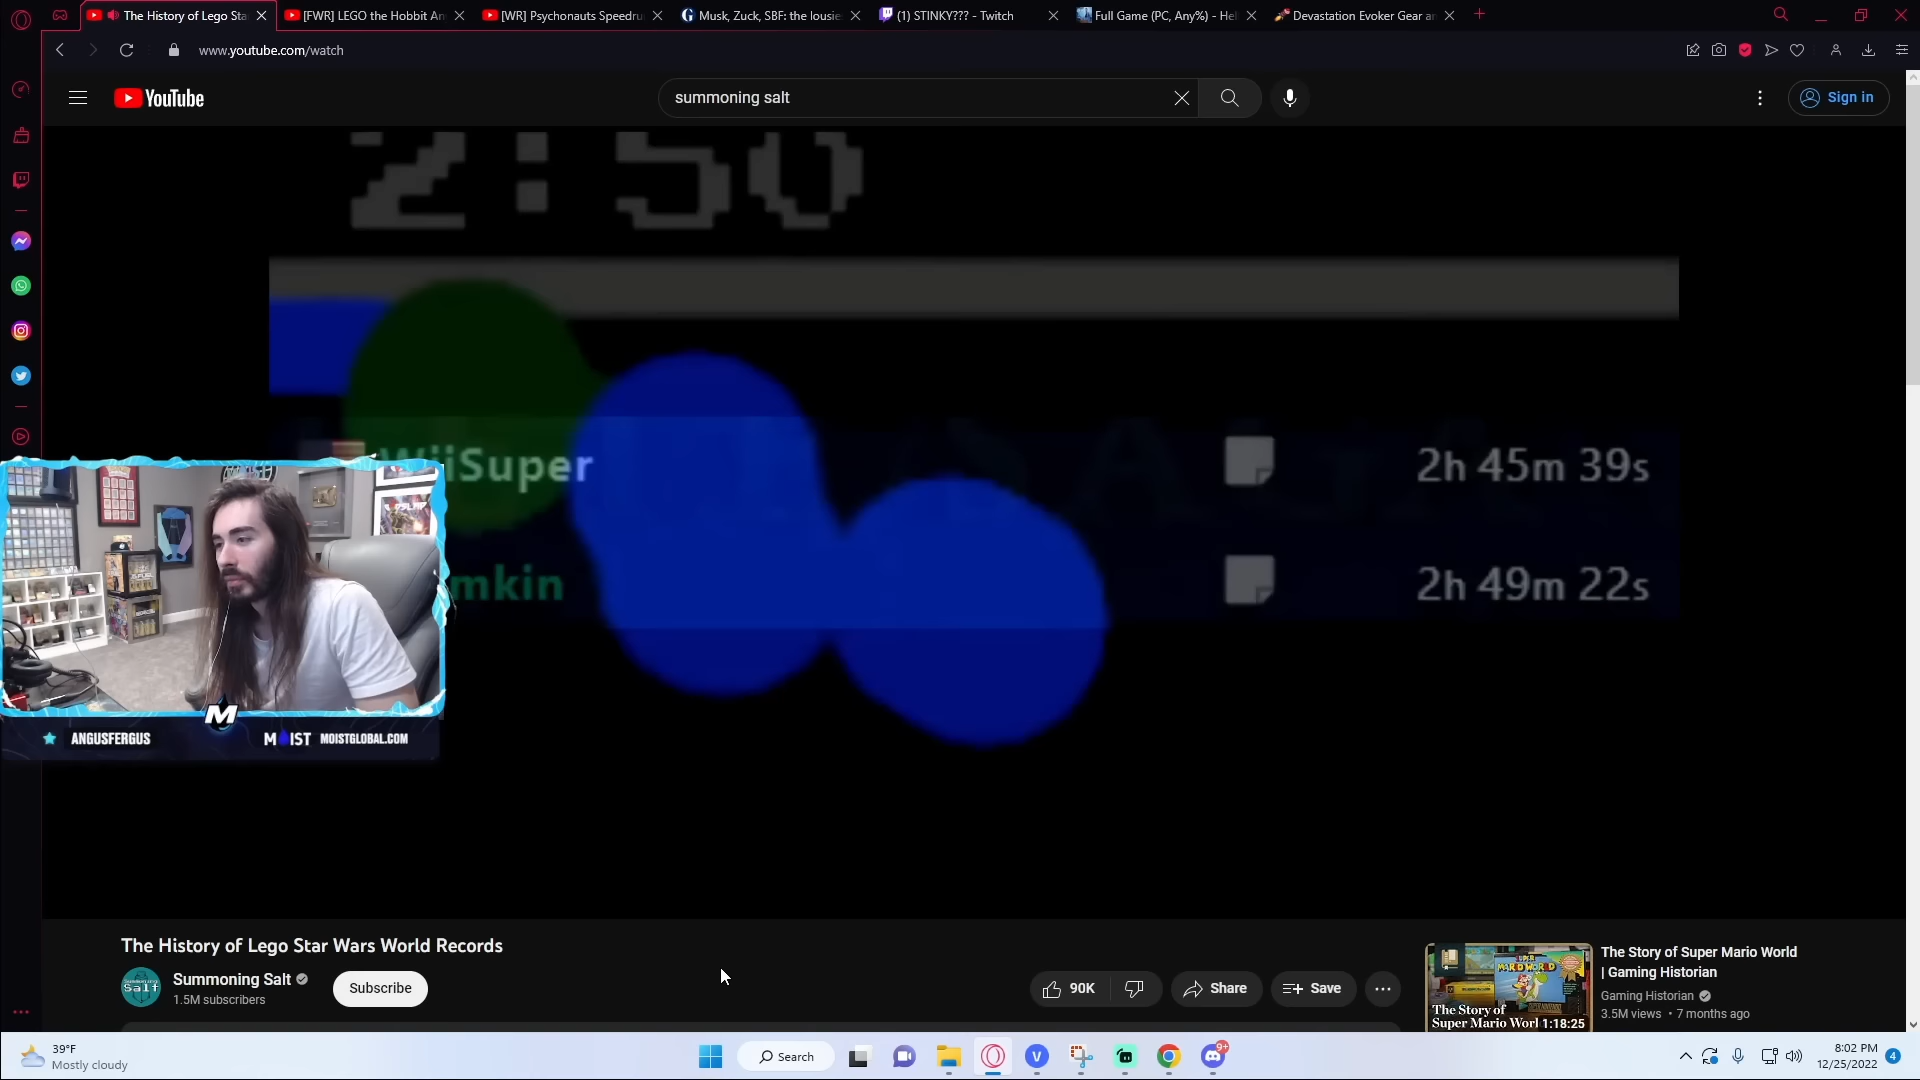 The History of Lego Sta
[FWR] LEGO the Hobbit An
[WR] Psychonauts Speedru
Musk, Zuck, SBF: the lousie
(1) STINKY??? - Twitch
Full Game (PC, Any%) - Hel
Devastation Evoker Gear a
www.youtube.com/watch
YouTube
summoning salt
Sign in
2:50
WiiSuper
2h 45m 39s
mkin
2h 49m 22s
M
ANGUSFERGUS
MOIST
MOISTGLOBAL.COM
The History of Lego Star Wars World Records
Summoning Salt
1.5M subscribers
Subscribe
90K
Share
Save
The Story of
Super Mario Worl
1:18:25
The Story of Super Mario World
| Gaming Historian
Gaming Historian
3.5M views • 7 months ago
39°F
Mostly cloudy
Search
V
9+
8:02 PM
12/25/2022
4